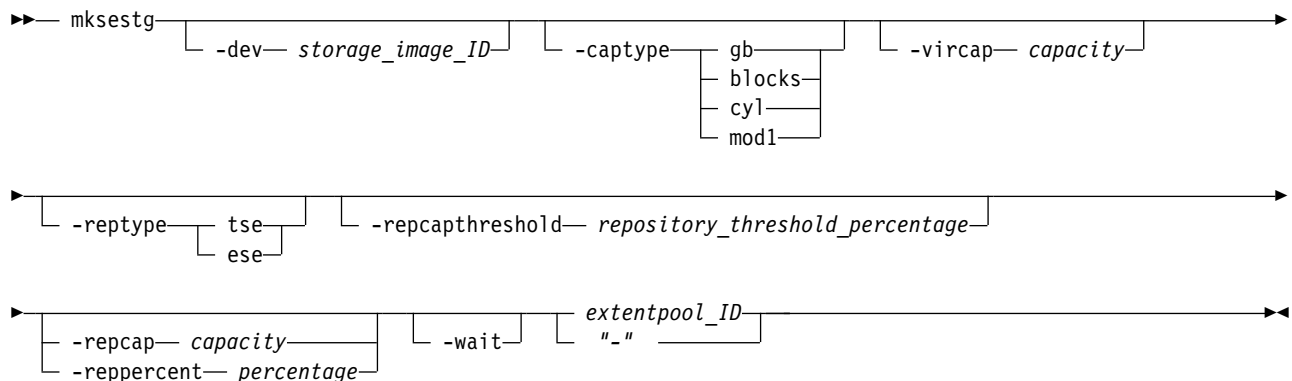 mksestg
-dev storage_image_ID
-captype gb
blocks
cyl
mod1
-vircap capacity
-reptype tse
ese
-repcapthreshold repository_threshold_percentage
-repcap capacity
-reppercent percentage
-wait
extentpool_ID
"-"